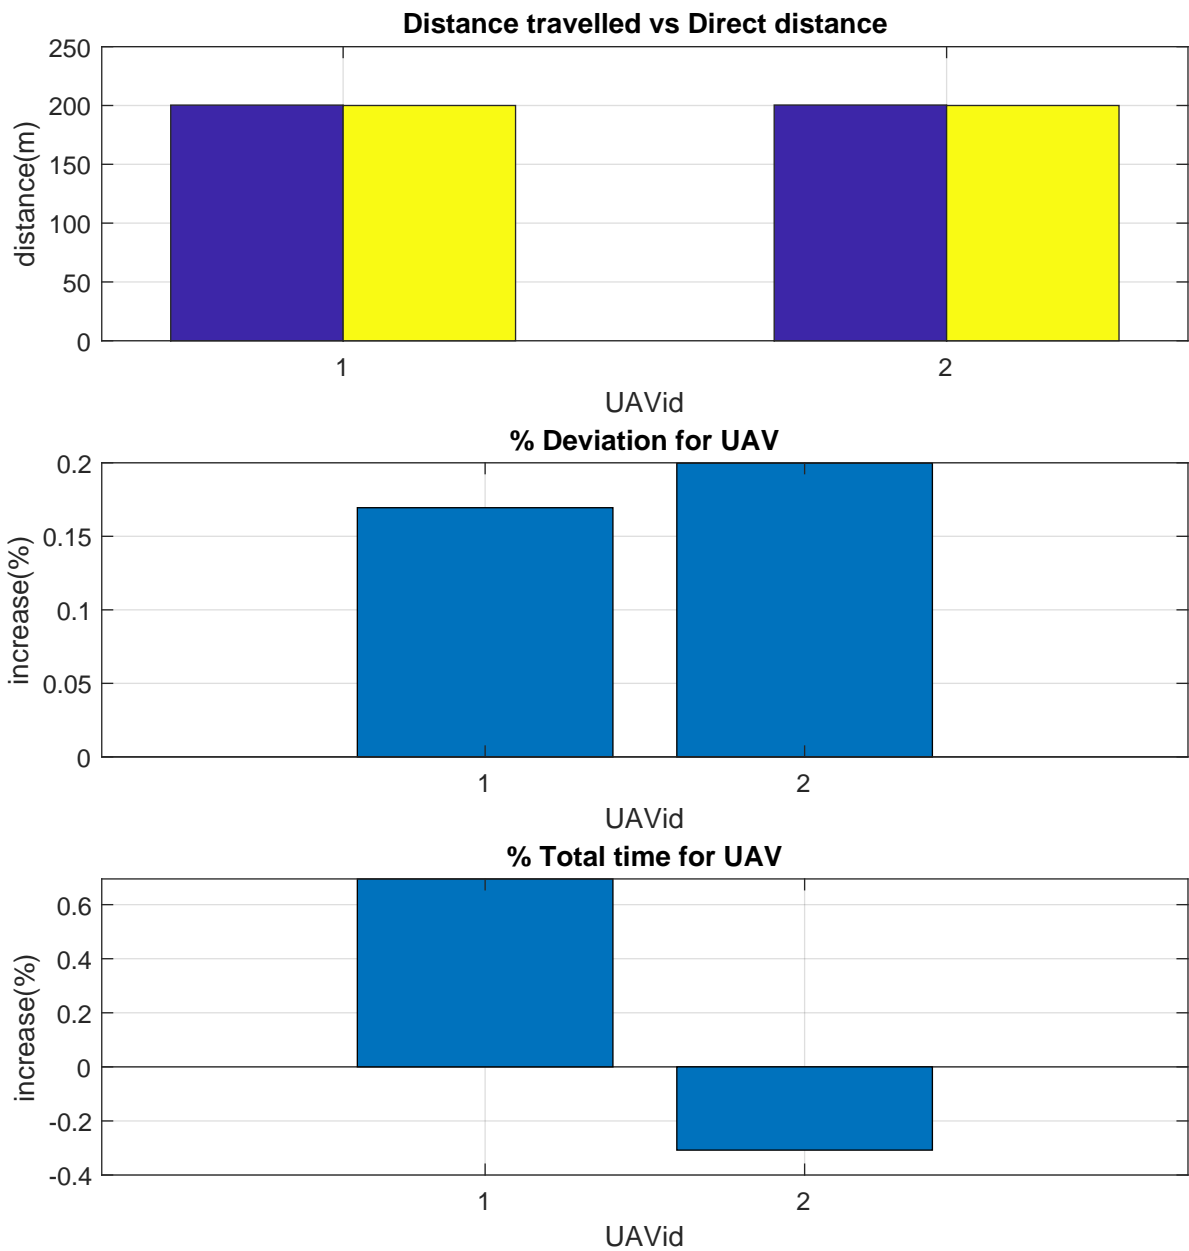 Distance travelled vs Direct distance
250
200
150
100
50
0
distance(m)
1 2
UAVid
% Deviation for UAV
0.2
0.15
0.1
0.05
0
increase(%)
1 2
UAVid
% Total time for UAV
0.6
0.4
0.2
0
-0.2
-0.4
increase(%)
1 2
UAVid